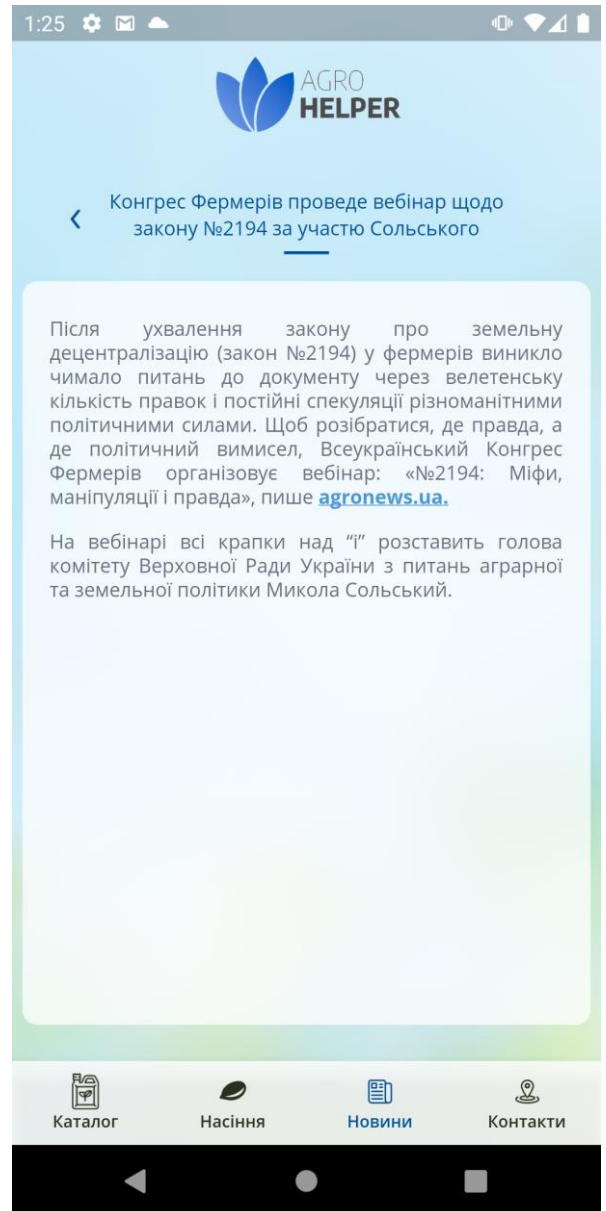 1:25
AGRO
HELPER
Конгрес Фермерів проведе вебінар щодо
закону №2194 за участю Сольського
Після ухвалення закону про земельну
децентралізацію (закон №2194) у фермерів виникло
чимало питань до документу через велетенську
кількість правок і постійні спекуляції різноманітними
політичними силами. Щоб розібратися, де правда, а
де політичний вимисел, Всеукраїнський Конгрес
Фермерів організовує вебінар: «№2194: Міфи,
маніпуляції і правда», пише agronews.ua.
На вебінарі всі крапки над “і” розставить голова
комітету Верховної Ради України з питань аграрної
та земельної політики Микола Сольський.
Каталог Насіння Новини Контакти